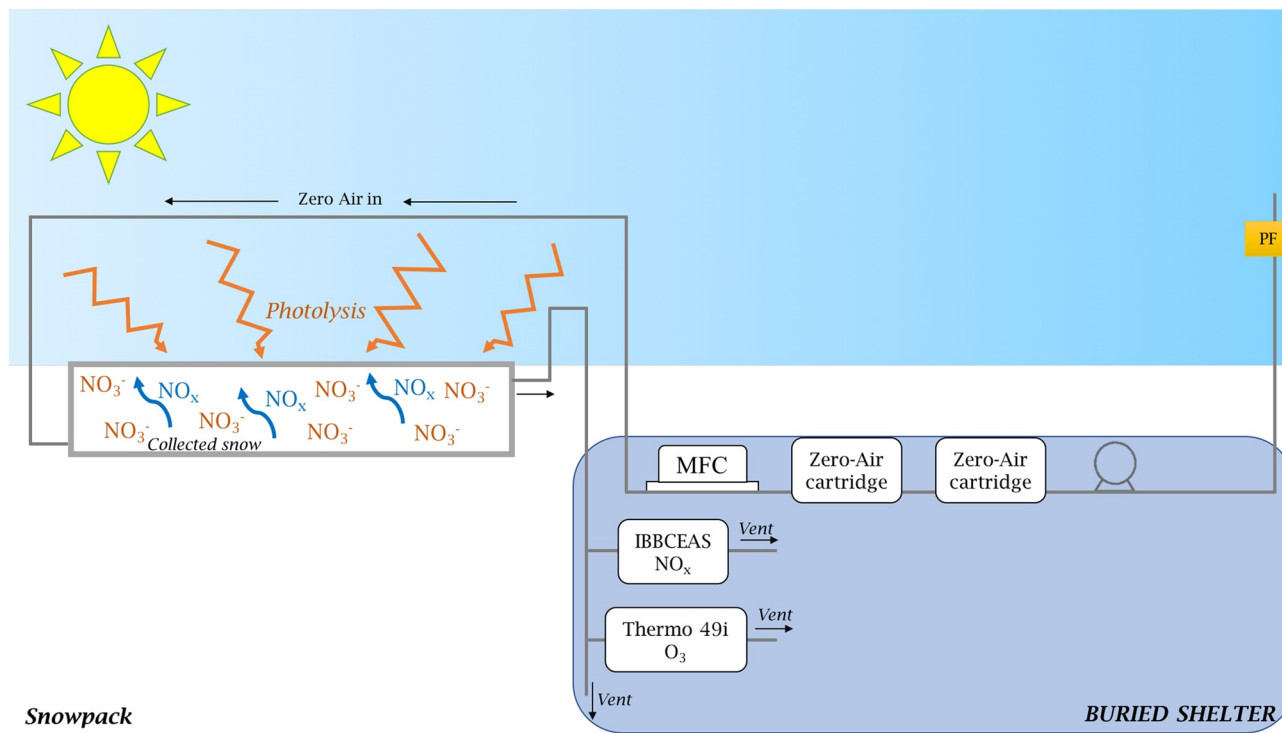 Zero Air in
PF
Photolysis
NO₃⁻
NOₓ
NO₃⁻
NOₓ
NO₃⁻
NOₓ
NO₃⁻
NO₃⁻
NO₃⁻
NO₃⁻
Collected snow
MFC
Zero-Air
cartridge
Zero-Air
cartridge
IBBCEAS
NOₓ
Vent
Thermo 49i
O₃
Vent
Vent
Snowpack
BURIED SHELTER